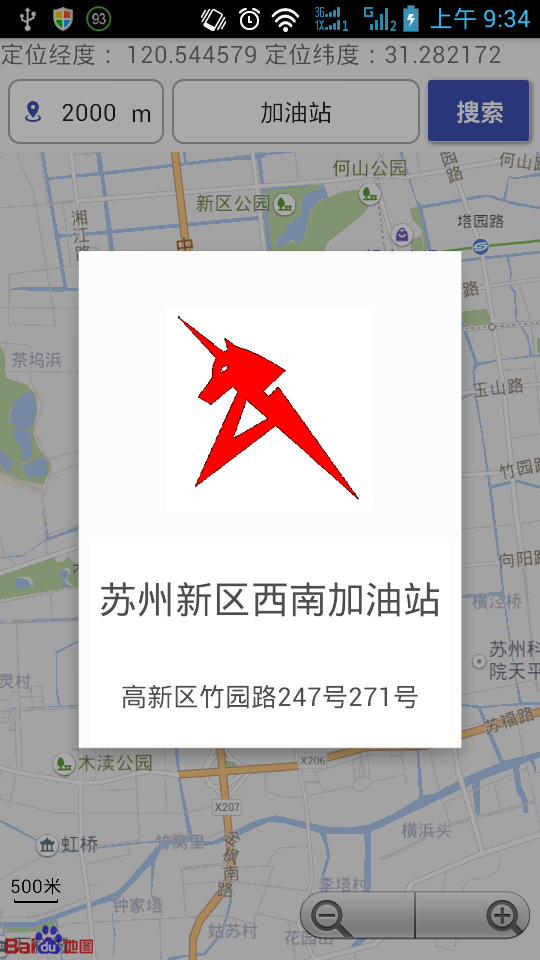 93
3G
1X
1
G
2
上午 9:34
定位经度： 120.544579 定位纬度：31.282172
2000 m
加油站
搜索
何山公园
何山路
新区公园
湘江路
塔园路
茶坞浜
玉山路
竹园路
苏州新区西南加油站
向阳路
横泾桥
苏州科
院天平
灵村
高新区竹园路247号271号
苏福路
木渎公园
X206
X207
虹桥
竹窝里
金枫南路
横浜头
500米
李塔村
钟家塔
姑苏村
花园山
Baidu地图